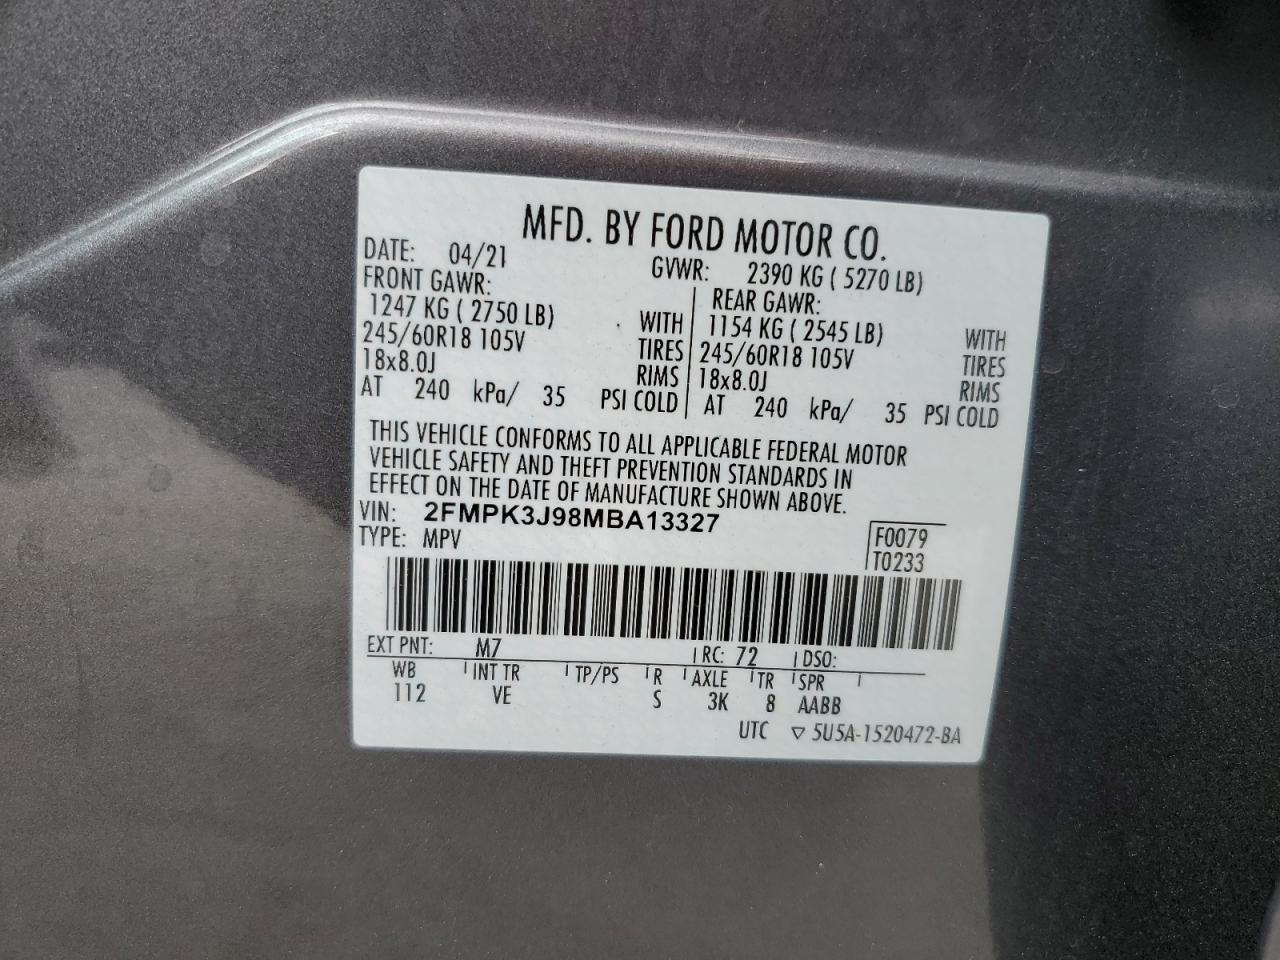 MFD. BY FORD MOTOR CO.
DATE: 04/21 GVWR: 2390 KG ( 5270 LB)
FRONT GAWR: REAR GAWR:
1247 KG ( 2750 LB) WITH 1154 KG ( 2545 LB) WITH
245/60R18 105V TIRES 245/60R18 105V TIRES
18x8.0J RIMS 18x8.0J RIMS
AT 240 kPa/ 35 PSI COLD AT 240 kPa/ 35 PSI COLD
THIS VEHICLE CONFORMS TO ALL APPLICABLE FEDERAL MOTOR
VEHICLE SAFETY AND THEFT PREVENTION STANDARDS IN
EFFECT ON THE DATE OF MANUFACTURE SHOWN ABOVE.
VIN: 2FMPK3J98MBA13327
TYPE: MPV
F0079
T0233
EXT PNT: M7 RC: 72 DSO:
WB INT TR TP/PS R AXLE TR SPR
112 VE S 3K 8 AABB
UTC ▽ 5U5A-1520472-BA